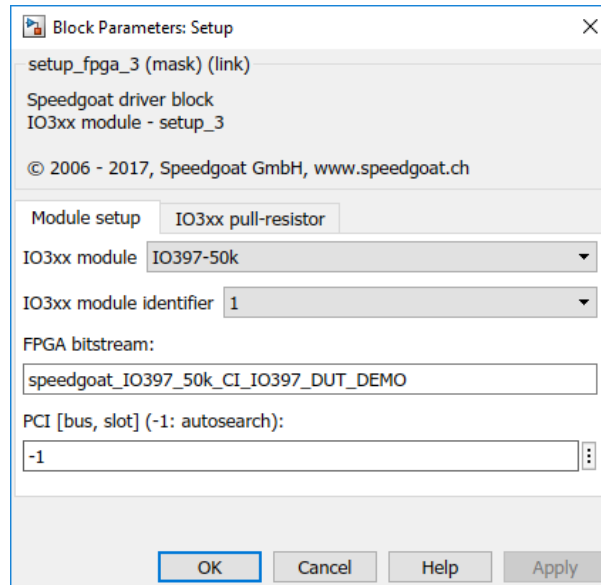 Block Parameters: Setup
setup_fpga_3 (mask) (link)
Speedgoat driver block
IO3xx module - setup_3
© 2006 - 2017, Speedgoat GmbH, www.speedgoat.ch
Module setup IO3xx pull-resistor
IO3xx module IO397-50k
IO3xx module identifier 1
FPGA bitstream:
speedgoat_IO397_50k_CI_IO397_DUT_DEMO
PCI [bus, slot] (-1: autosearch):
-1
OK Cancel Help Apply